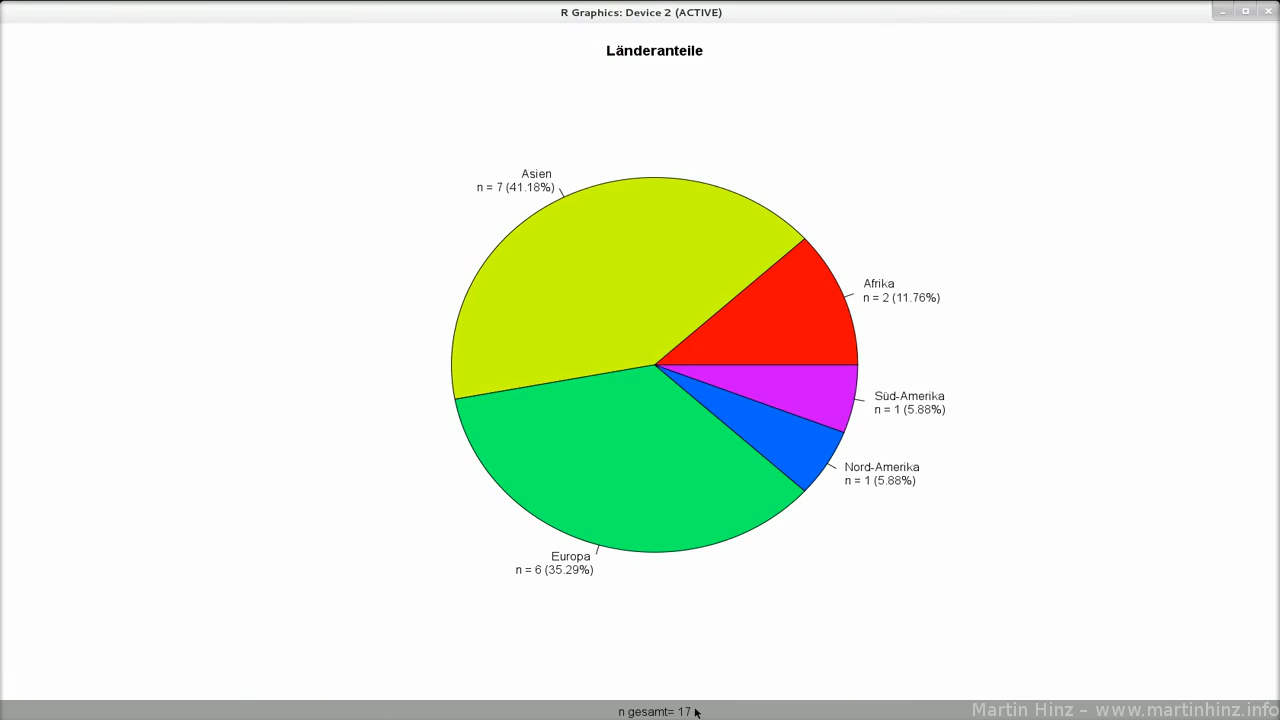 R Graphics: Device 2 (ACTIVE)
Länderanteile
Asien
n = 7 (41.18%)
Afrika
n = 2 (11.76%)
Süd-Amerika
n = 1 (5.88%)
Nord-Amerika
n = 1 (5.88%)
Europa
n = 6 (35.29%)
n gesamt= 17
Martin Hinz – www.martinhinz.info